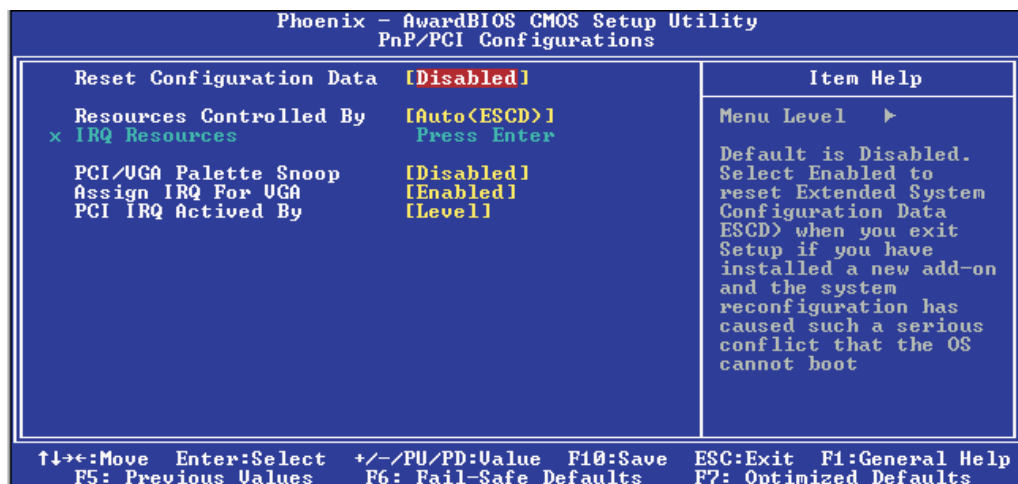 Phoenix - AwardBIOS CMOS Setup Utility
PnP/PCI Configurations
Reset Configuration Data [Disabled]
Resources Controlled By [Auto(ESCD)]
x IRQ Resources Press Enter
PCI/VGA Palette Snoop [Disabled]
Assign IRQ For VGA [Enabled]
PCI IRQ Actived By [Level]
Item Help
Menu Level ▶
Default is Disabled.
Select Enabled to
reset Extended System
Configuration Data
ESCD) when you exit
Setup if you have
installed a new add-on
and the system
reconfiguration has
caused such a serious
conflict that the OS
cannot boot
↑↓→←:Move Enter:Select +/-/PU/PD:Value F10:Save ESC:Exit F1:General Help
F5: Previous Values F6: Fail-Safe Defaults F7: Optimized Defaults